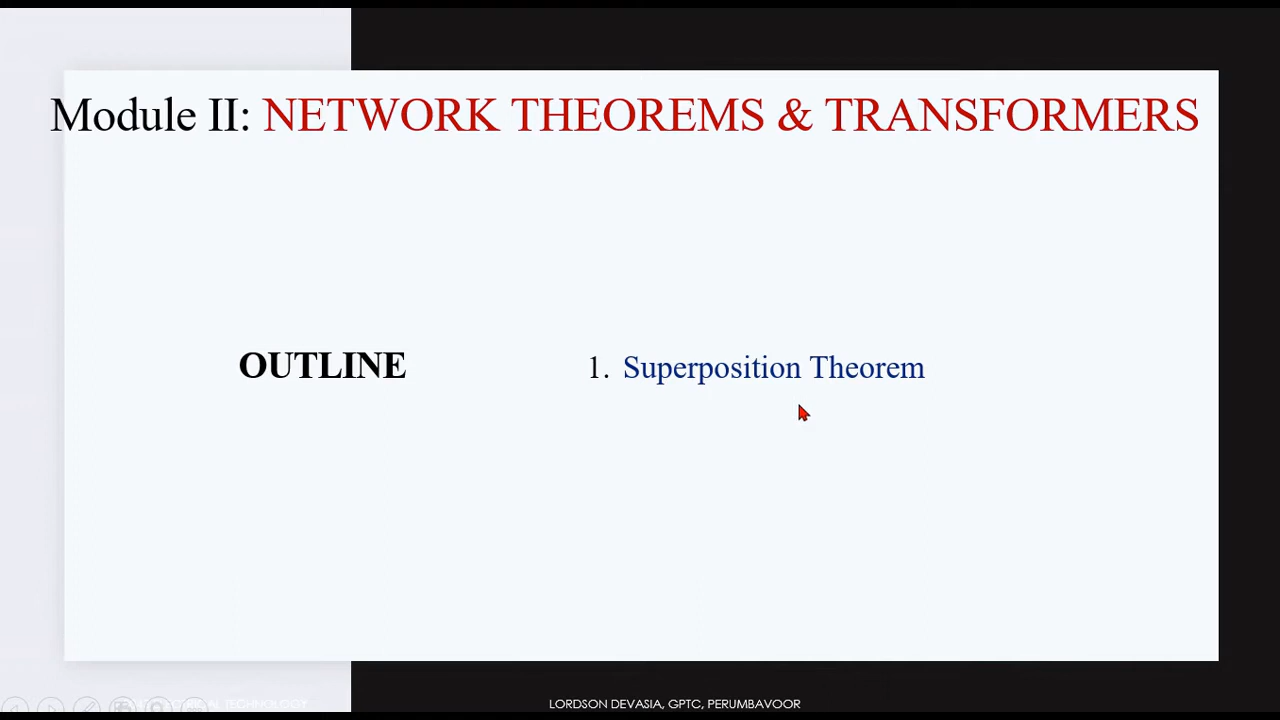 Module II: NETWORK THEOREMS & TRANSFORMERS
OUTLINE
1. Superposition Theorem
LORDSON DEVASIA, GPTC, PERUMBAVOOR